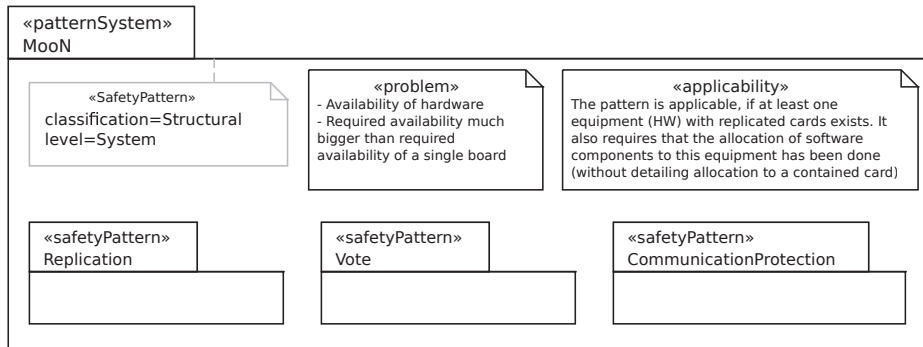 «patternSystem»
MooN
«SafetyPattern»
classification=Structural
level=System
«problem»
- Availability of hardware
- Required availability much
bigger than required
availability of a single board
«applicability»
The pattern is applicable, if at least one
equipment (HW) with replicated cards exists. It
also requires that the allocation of software
components to this equipment has been done
(without detailing allocation to a contained card)
«safetyPattern»
Replication
«safetyPattern»
Vote
«safetyPattern»
CommunicationProtection